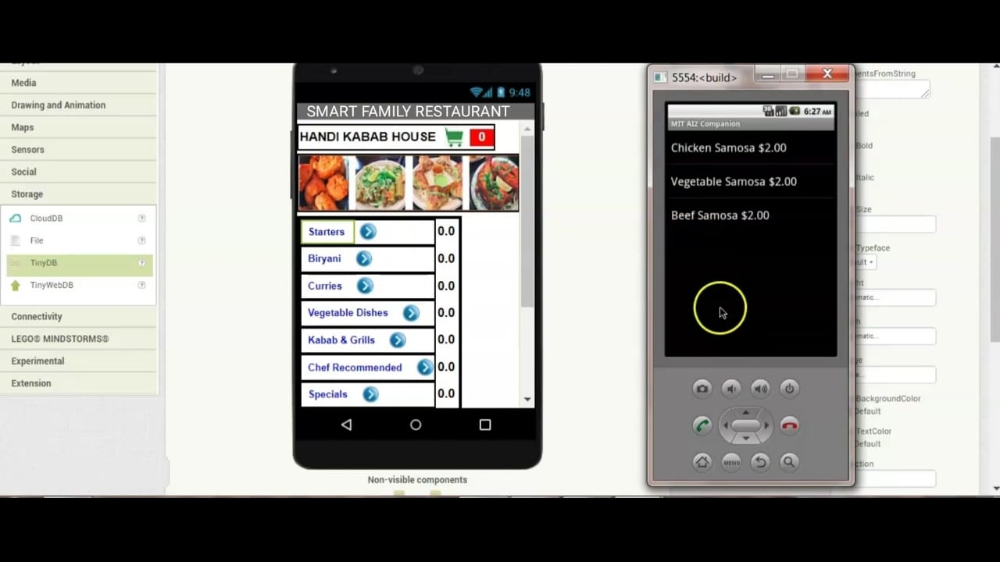 Media
Drawing and Animation
Maps
Sensors
Social
Storage
CloudDB
File
TinyDB
TinyWebDB
Connectivity
LEGO® MINDSTORMS®
Experimental
Extension
9:48
SMART FAMILY RESTAURANT
HANDI KABAB HOUSE 0
Starters 0.0
Biryani 0.0
Curries 0.0
Vegetable Dishes 0.0
Kabab & Grills 0.0
Chef Recommended 0.0
Specials 0.0
Non-visible components
5554:<build>
6:27 AM
MIT AI2 Companion
Chicken Samosa $2.00
Vegetable Samosa $2.00
Beef Samosa $2.00
MENU
entsFromString
led
Bold
Italic
Size
Typeface
ult
ht
matic...
h
matic...
ge
e...
BackgroundColor
Default
TextColor
Default
ction